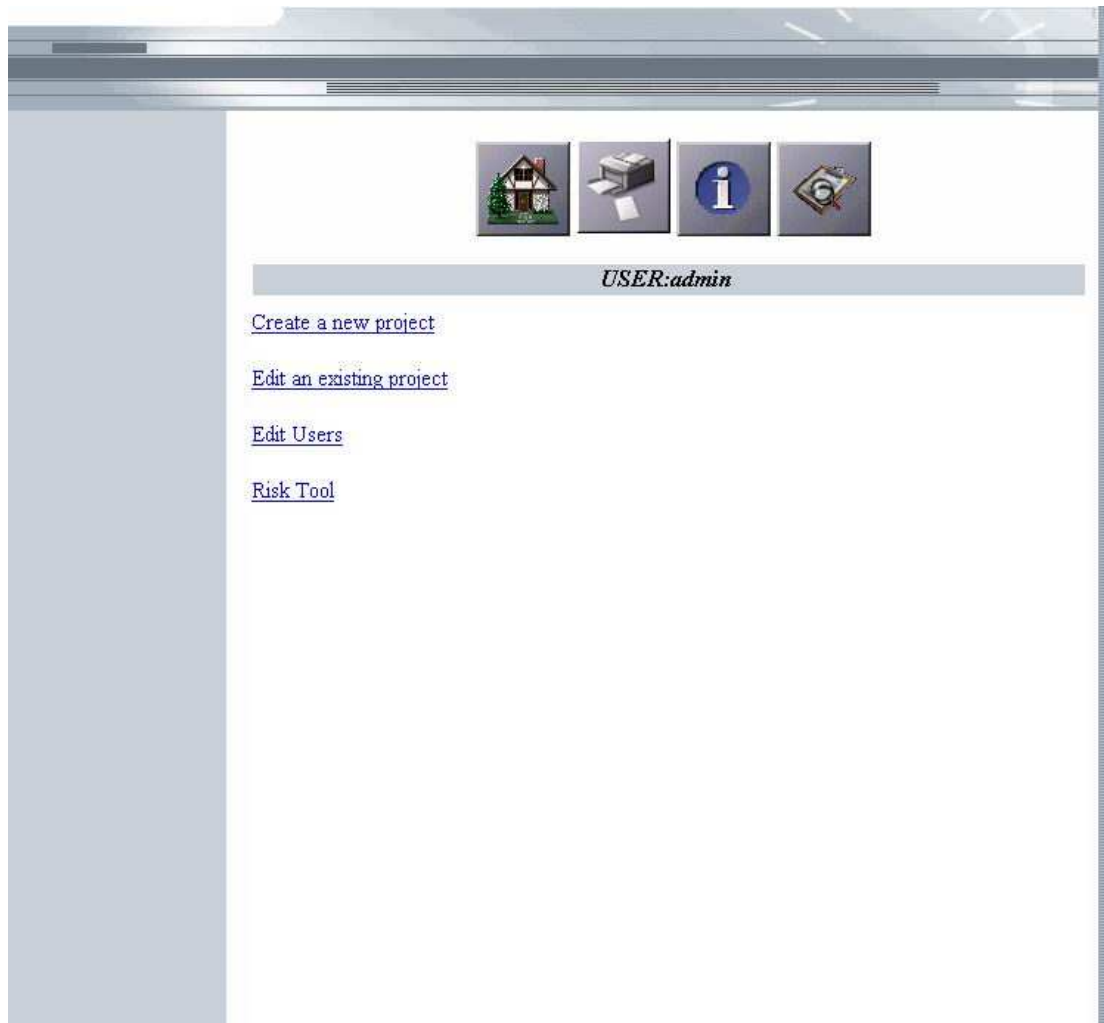 USER:admin
Create a new project
Edit an existing project
Edit Users
Risk Tool